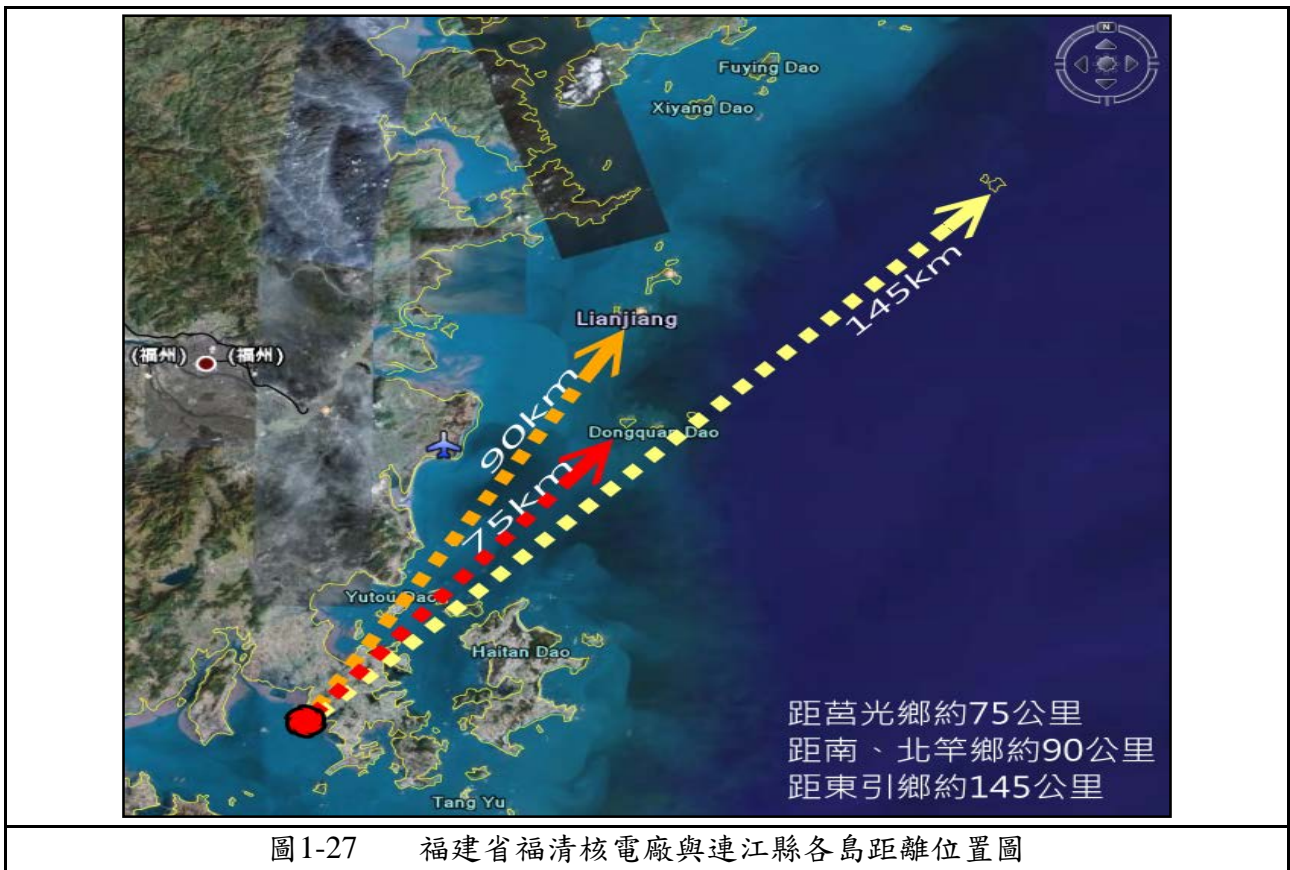 N
Fuying Dao
Xiyang Dao
145km
Lianjiang
(福州) (福州)
90km
Dongquan Dao
75km
Haitan Dao
距莒光鄉約75公里
距南、北竿鄉約90公里
距東引鄉約145公里
Tang Yu
圖1-27 福建省福清核電廠與連江縣各島距離位置圖